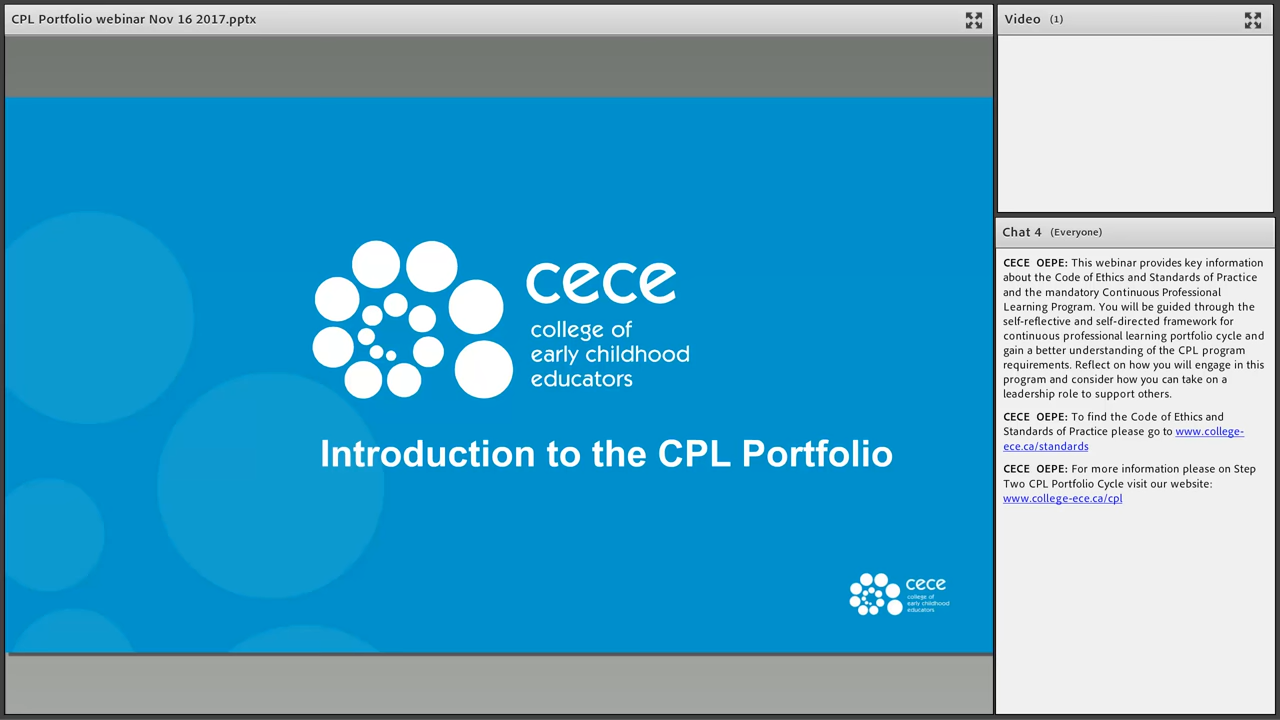 CPL Portfolio webinar Nov 16 2017.pptx
cece
college of
early childhood
educators
Introduction to the CPL Portfolio
cece
college of
early childhood
educators
Video (1)
Chat 4 (Everyone)
CECE OEPE: This webinar provides key information
about the Code of Ethics and Standards of Practice
and the mandatory Continuous Professional
Learning Program. You will be guided through the
self-reflective and self-directed framework for
continuous professional learning portfolio cycle and
gain a better understanding of the CPL program
requirements. Reflect on how you will engage in this
program and consider how you can take on a
leadership role to support others.
CECE OEPE: To find the Code of Ethics and
Standards of Practice please go to www.college-
ece.ca/standards
CECE OEPE: For more information please on Step
Two CPL Portfolio Cycle visit our website:
www.college-ece.ca/cpl